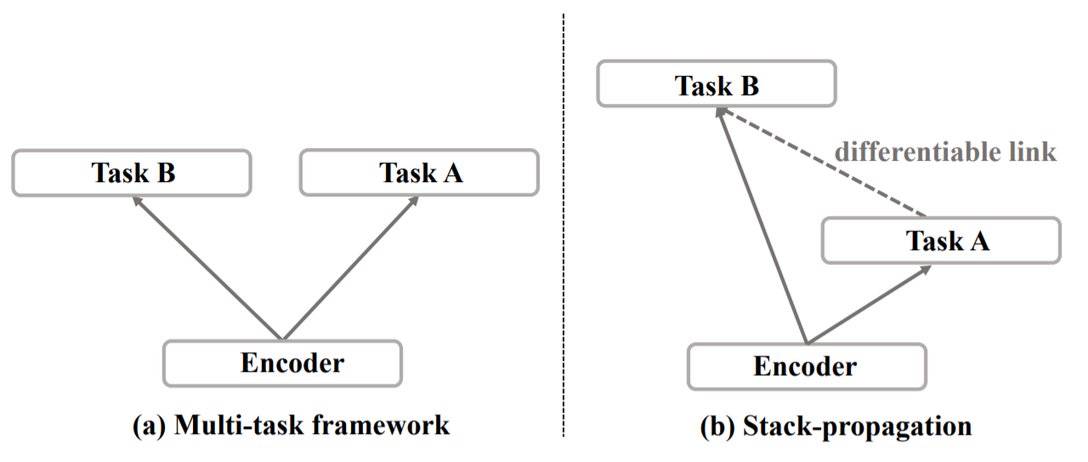 Task B
Task A
Encoder
(a) Multi-task framework
Task B
differentiable link
Task A
Encoder
(b) Stack-propagation